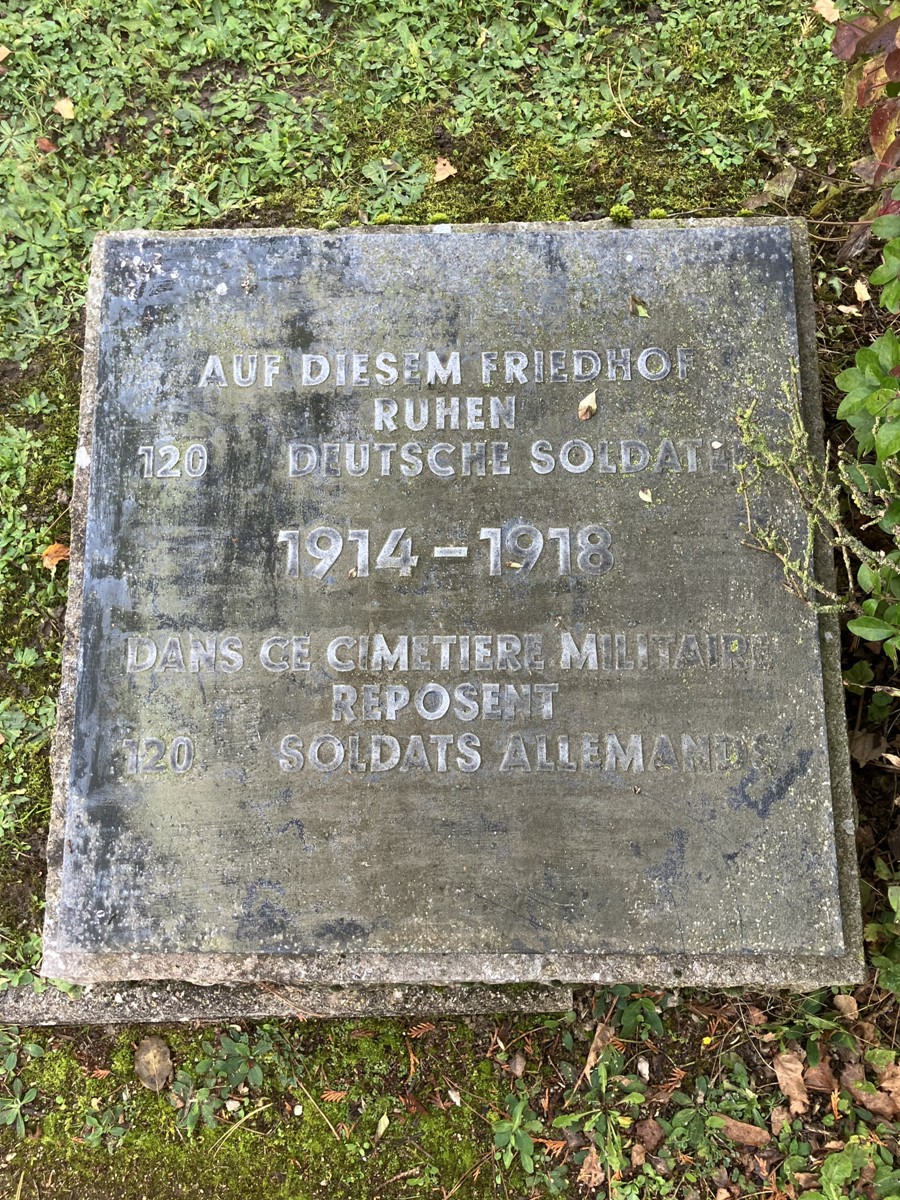 AUF DIESEM FRIEDHOF
RUHEN
120 DEUTSCHE SOLDATEN
1914-1918
DANS CE CIMETIERE MILITAIRE
REPOSENT
120 SOLDATS ALLEMANDS